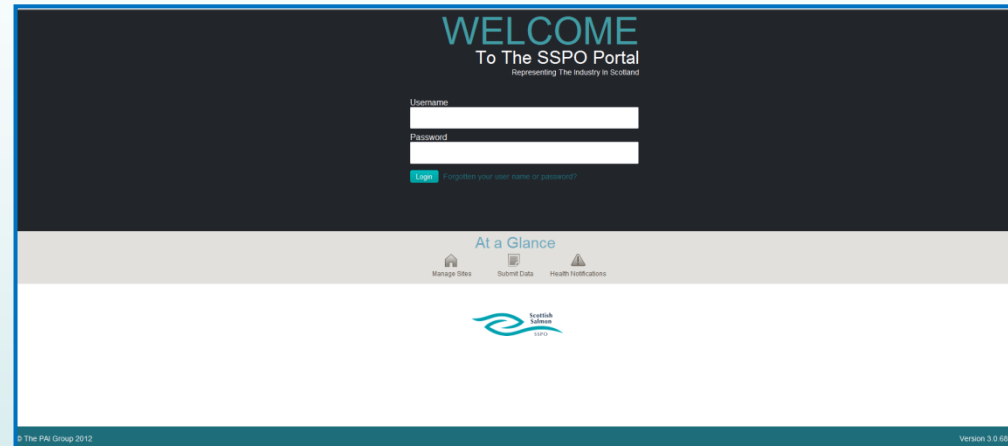 WELCOME
To The SSPO Portal
Representing The Industry In Scotland
Username
Password
Login Forgotten your user name or password?
At a Glance
Manage Sites Submit Data Health Notifications
Scottish
Salmon
SSPO
© The PAI Group 2012 Version 3.0.68